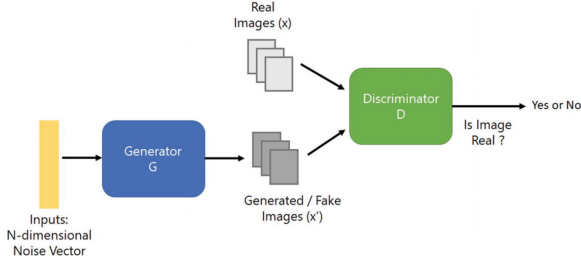 Real
Images (x)
Discriminator
D
Yes or No
Is Image
Real ?
Generator
G
Generated / Fake
Images (x')
Inputs:
N-dimensional
Noise Vector